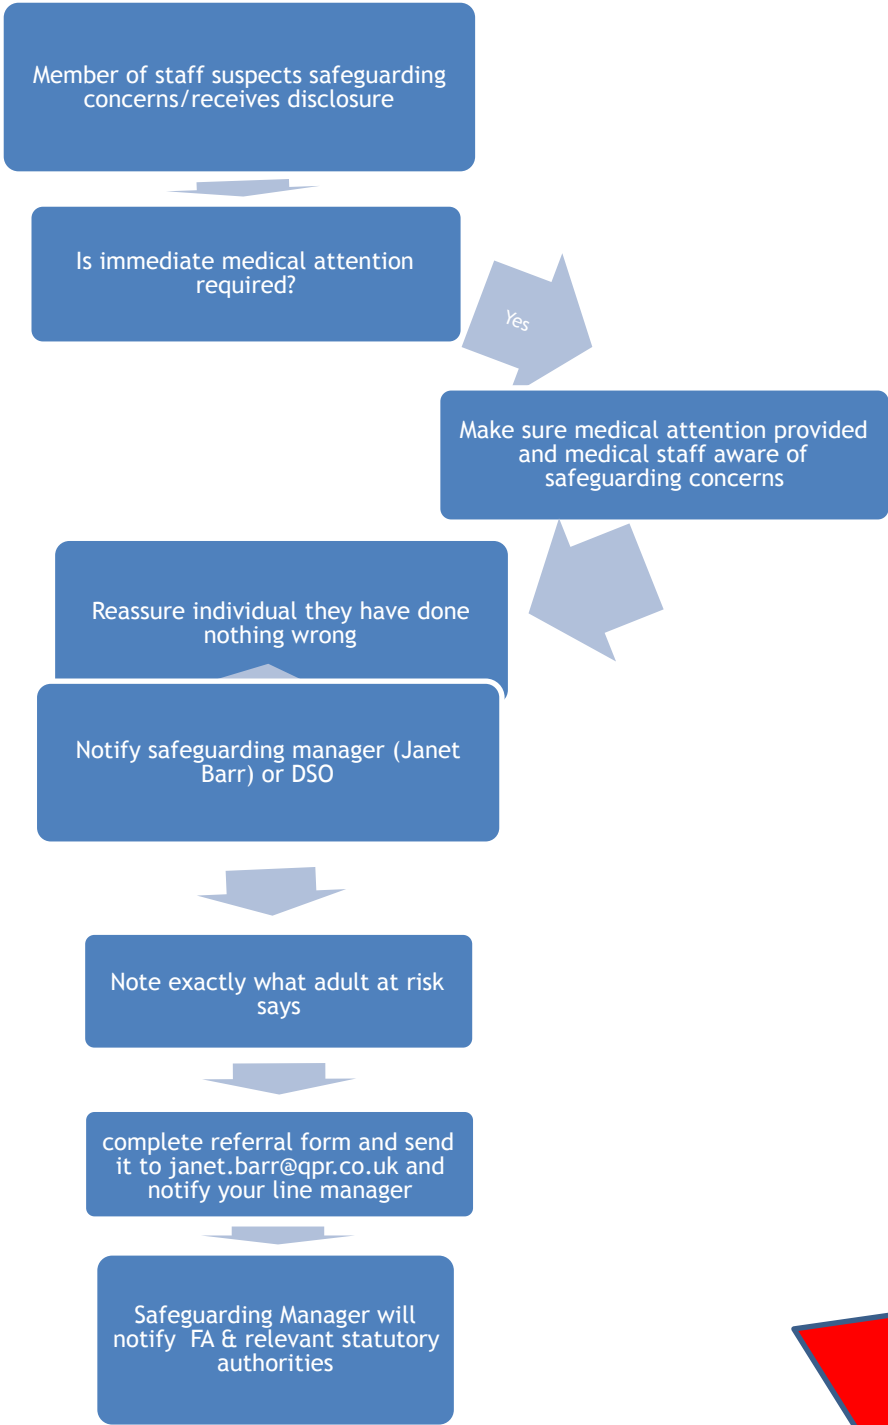 Member of staff suspects safeguarding
concerns/receives disclosure
Is immediate medical attention
required?
Yes
Make sure medical attention provided
and medical staff aware of
safeguarding concerns
Reassure individual they have done
nothing wrong
Notify safeguarding manager (Janet
Barr) or DSO
Note exactly what adult at risk
says
complete referral form and send
it to janet.barr@qpr.co.uk and
notify your line manager
Safeguarding Manager will
notify FA & relevant statutory
authorities